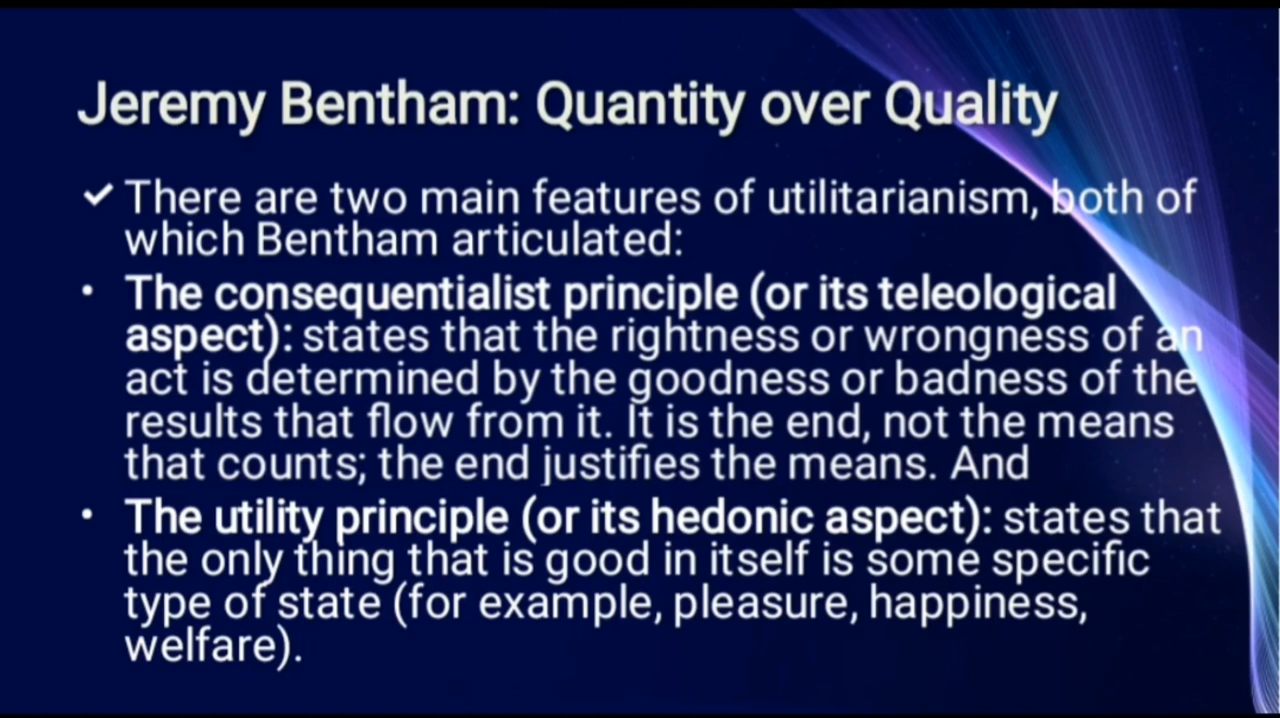 Jeremy Bentham: Quantity over Quality
✔ There are two main features of utilitarianism, both of
which Bentham articulated:
• The consequentialist principle (or its teleological
aspect): states that the rightness or wrongness of an
act is determined by the goodness or badness of the
results that flow from it. It is the end, not the means
that counts; the end justifies the means. And
• The utility principle (or its hedonic aspect): states that
the only thing that is good in itself is some specific
type of state (for example, pleasure, happiness,
welfare).